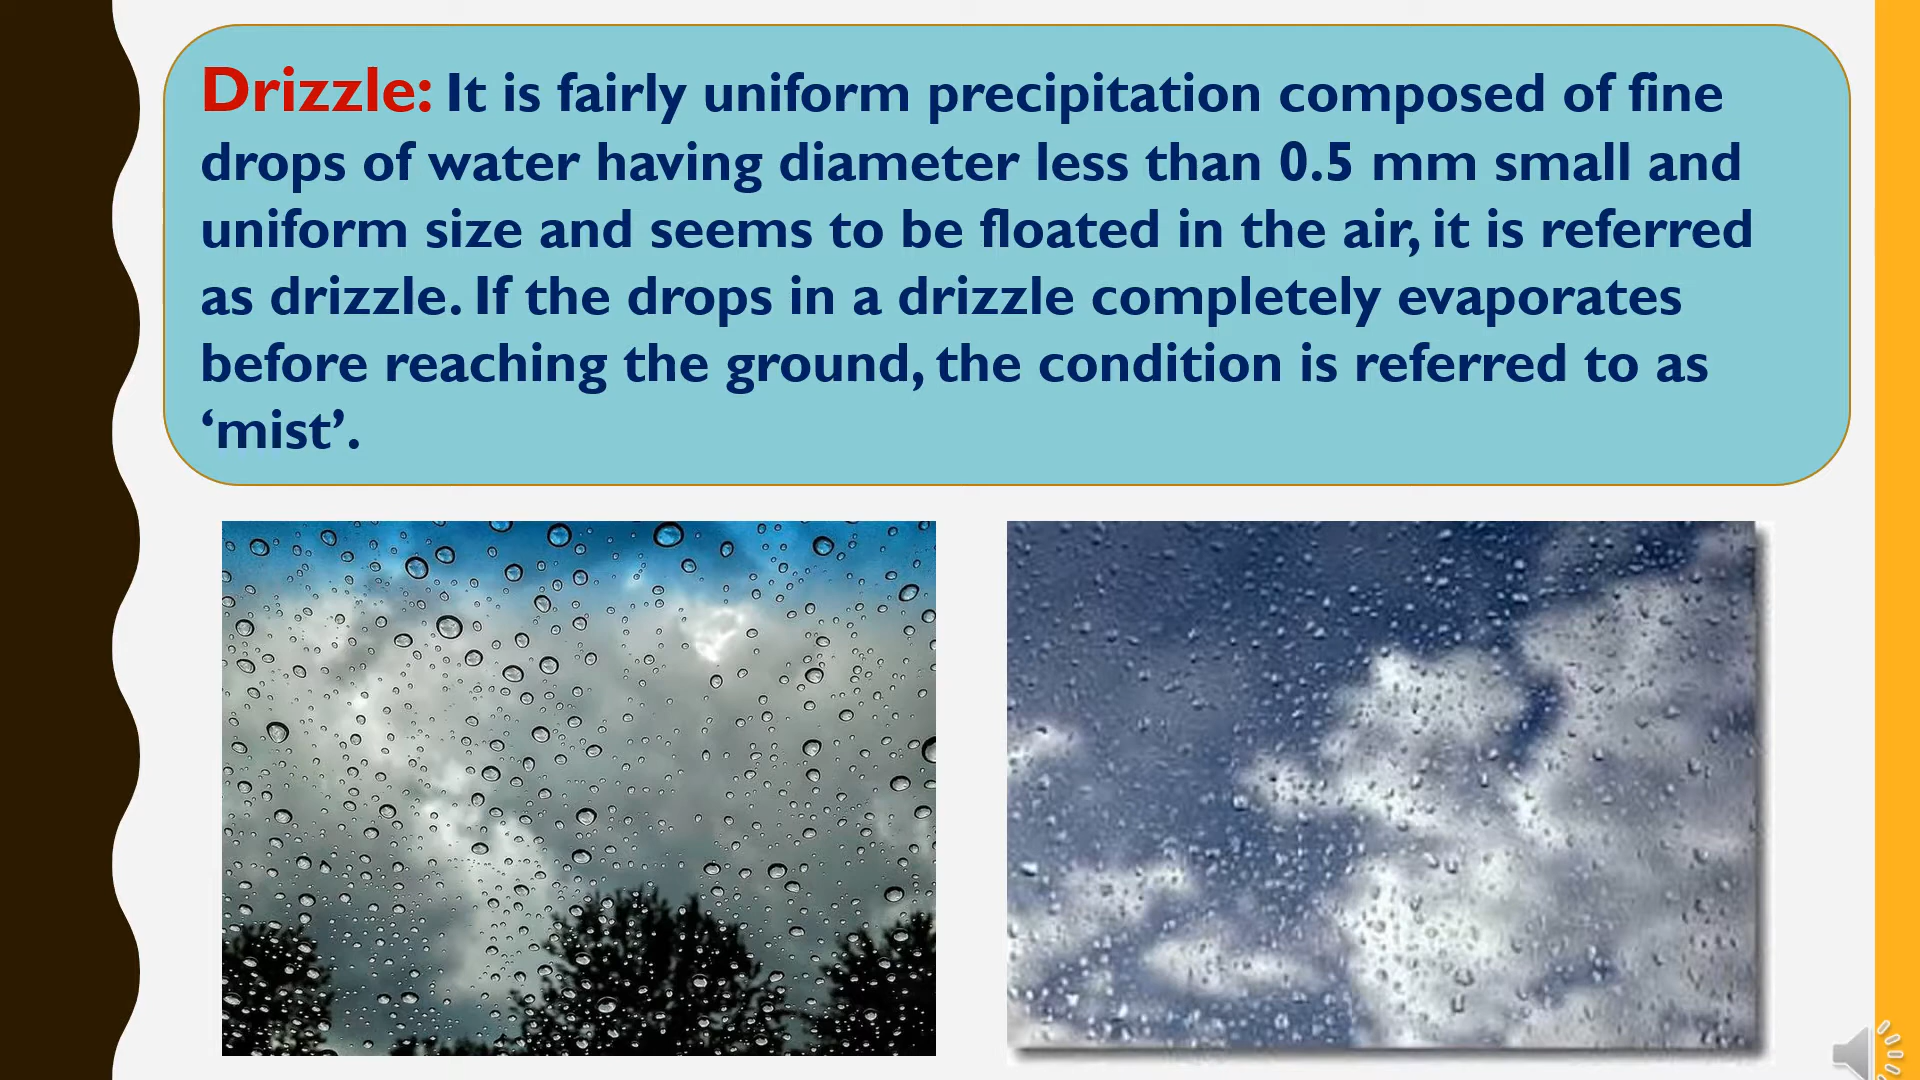 Drizzle: It is fairly uniform precipitation composed of fine
drops of water having diameter less than 0.5 mm small and
uniform size and seems to be floated in the air, it is referred
as drizzle. If the drops in a drizzle completely evaporates
before reaching the ground, the condition is referred to as
‘mist’.